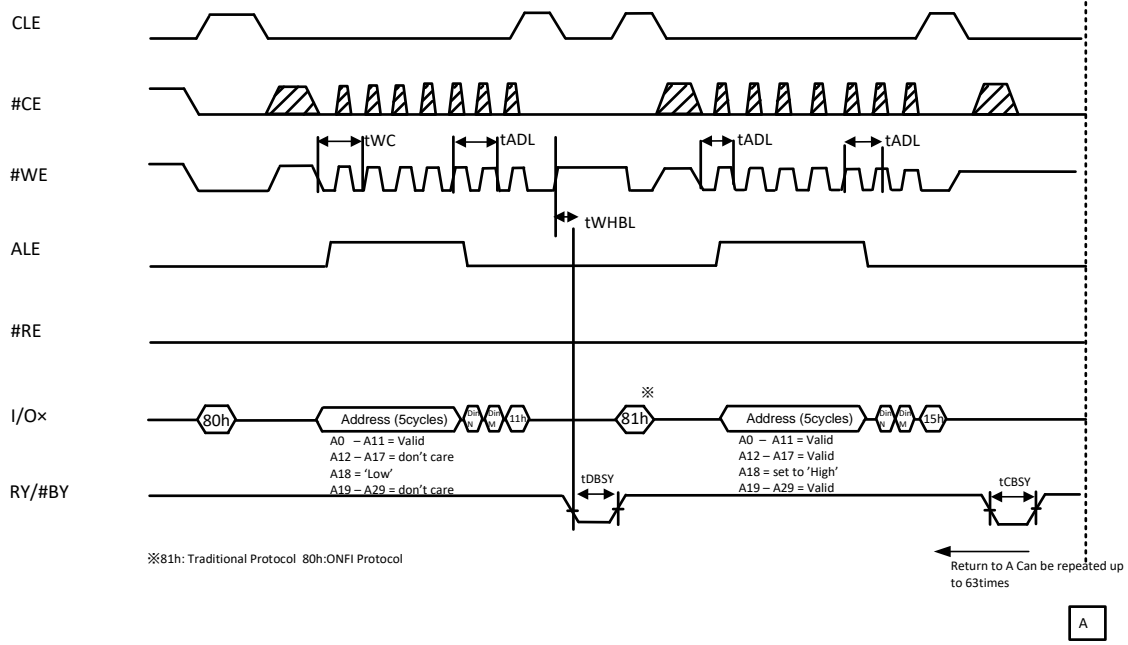 CLE
#CE
tWC
tADL
tADL
tADL
#WE
tWHBL
ALE
#RE
※
I/O×
80h
Address (5cycles)
Din N
Din M
11h
81h
Address (5cycles)
Din N
Din M
15h
A0 – A11 = Valid
A12 – A17 = don't care
A18 = 'Low'
A19 – A29 = don't care
A0 – A11 = Valid
A12 – A17 = Valid
A18 = set to 'High'
A19 – A29 = Valid
RY/#BY
tDBSY
tCBSY
※81h: Traditional Protocol 80h:ONFI Protocol
Return to A Can be repeated up
to 63times
A